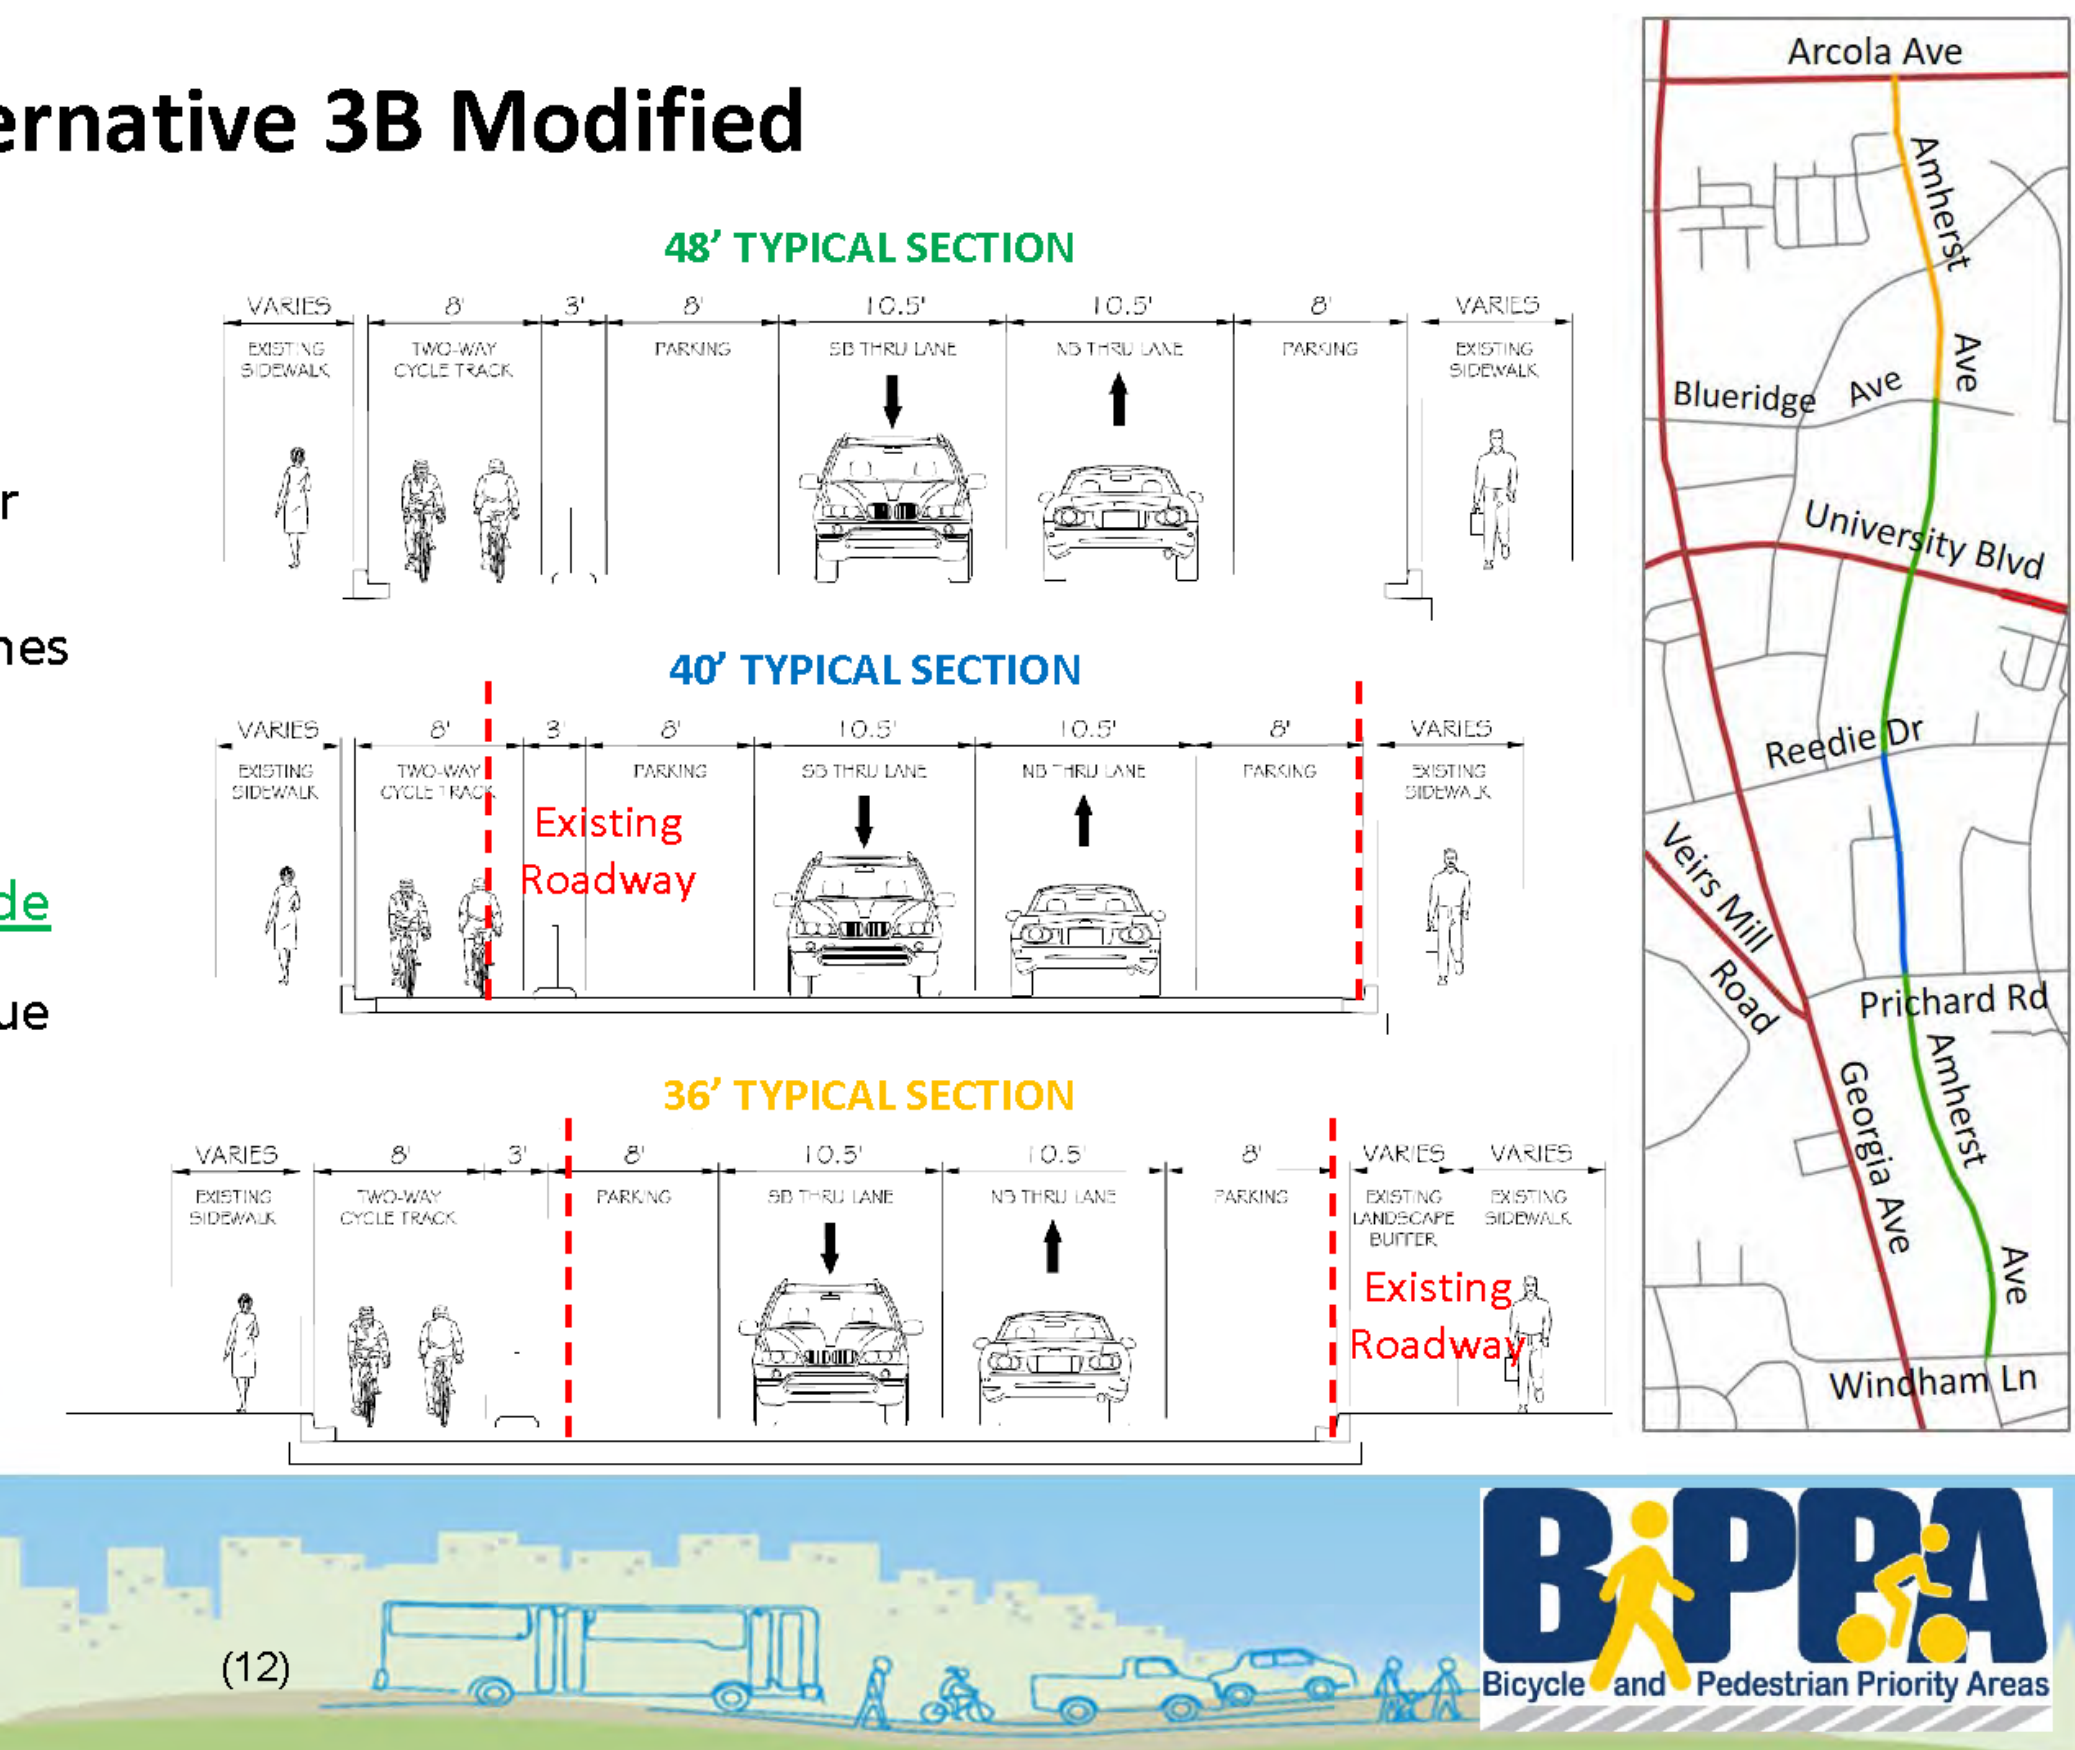 ernative 3B Modified
r
nes
de
ue
48’ TYPICAL SECTION
VARIES 8' 3' 8' 10.5' 10.5' 8' VARIES
EXISTING SIDEWALK
TWO-WAY CYCLE TRACK
PARKING
SB THRU LANE
NB THRU LANE
PARKING
EXISTING SIDEWALK
40’ TYPICAL SECTION
VARIES 8' 3' 8' 10.5' 10.5' 8' VARIES
EXISTING SIDEWALK
TWO-WAY CYCLE TRACK
PARKING
SB THRU LANE
NB THRU LANE
PARKING
EXISTING SIDEWALK
Existing
Roadway
36’ TYPICAL SECTION
VARIES 8' 3' 8' 10.5' 10.5' 8' VARIES VARIES
EXISTING SIDEWALK
TWO-WAY CYCLE TRACK
PARKING
SB THRU LANE
NB THRU LANE
PARKING
EXISTING LANDSCAPE BUFFER
EXISTING SIDEWALK
Existing
Roadway
Arcola Ave
Amherst Ave
Blueridge Ave
University Blvd
Reedie Dr
Veirs Mill Road
Prichard Rd
Georgia Ave
Amherst Ave
Windham Ln
(12)
BiPPA
Bicycle and Pedestrian Priority Areas